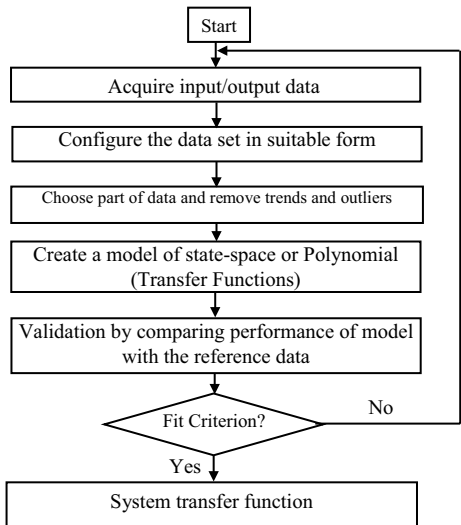 Start
Acquire input/output data
Configure the data set in suitable form
Choose part of data and remove trends and outliers
Create a model of state-space or Polynomial
(Transfer Functions)
Validation by comparing performance of model
with the reference data
Fit Criterion?
No
Yes
System transfer function